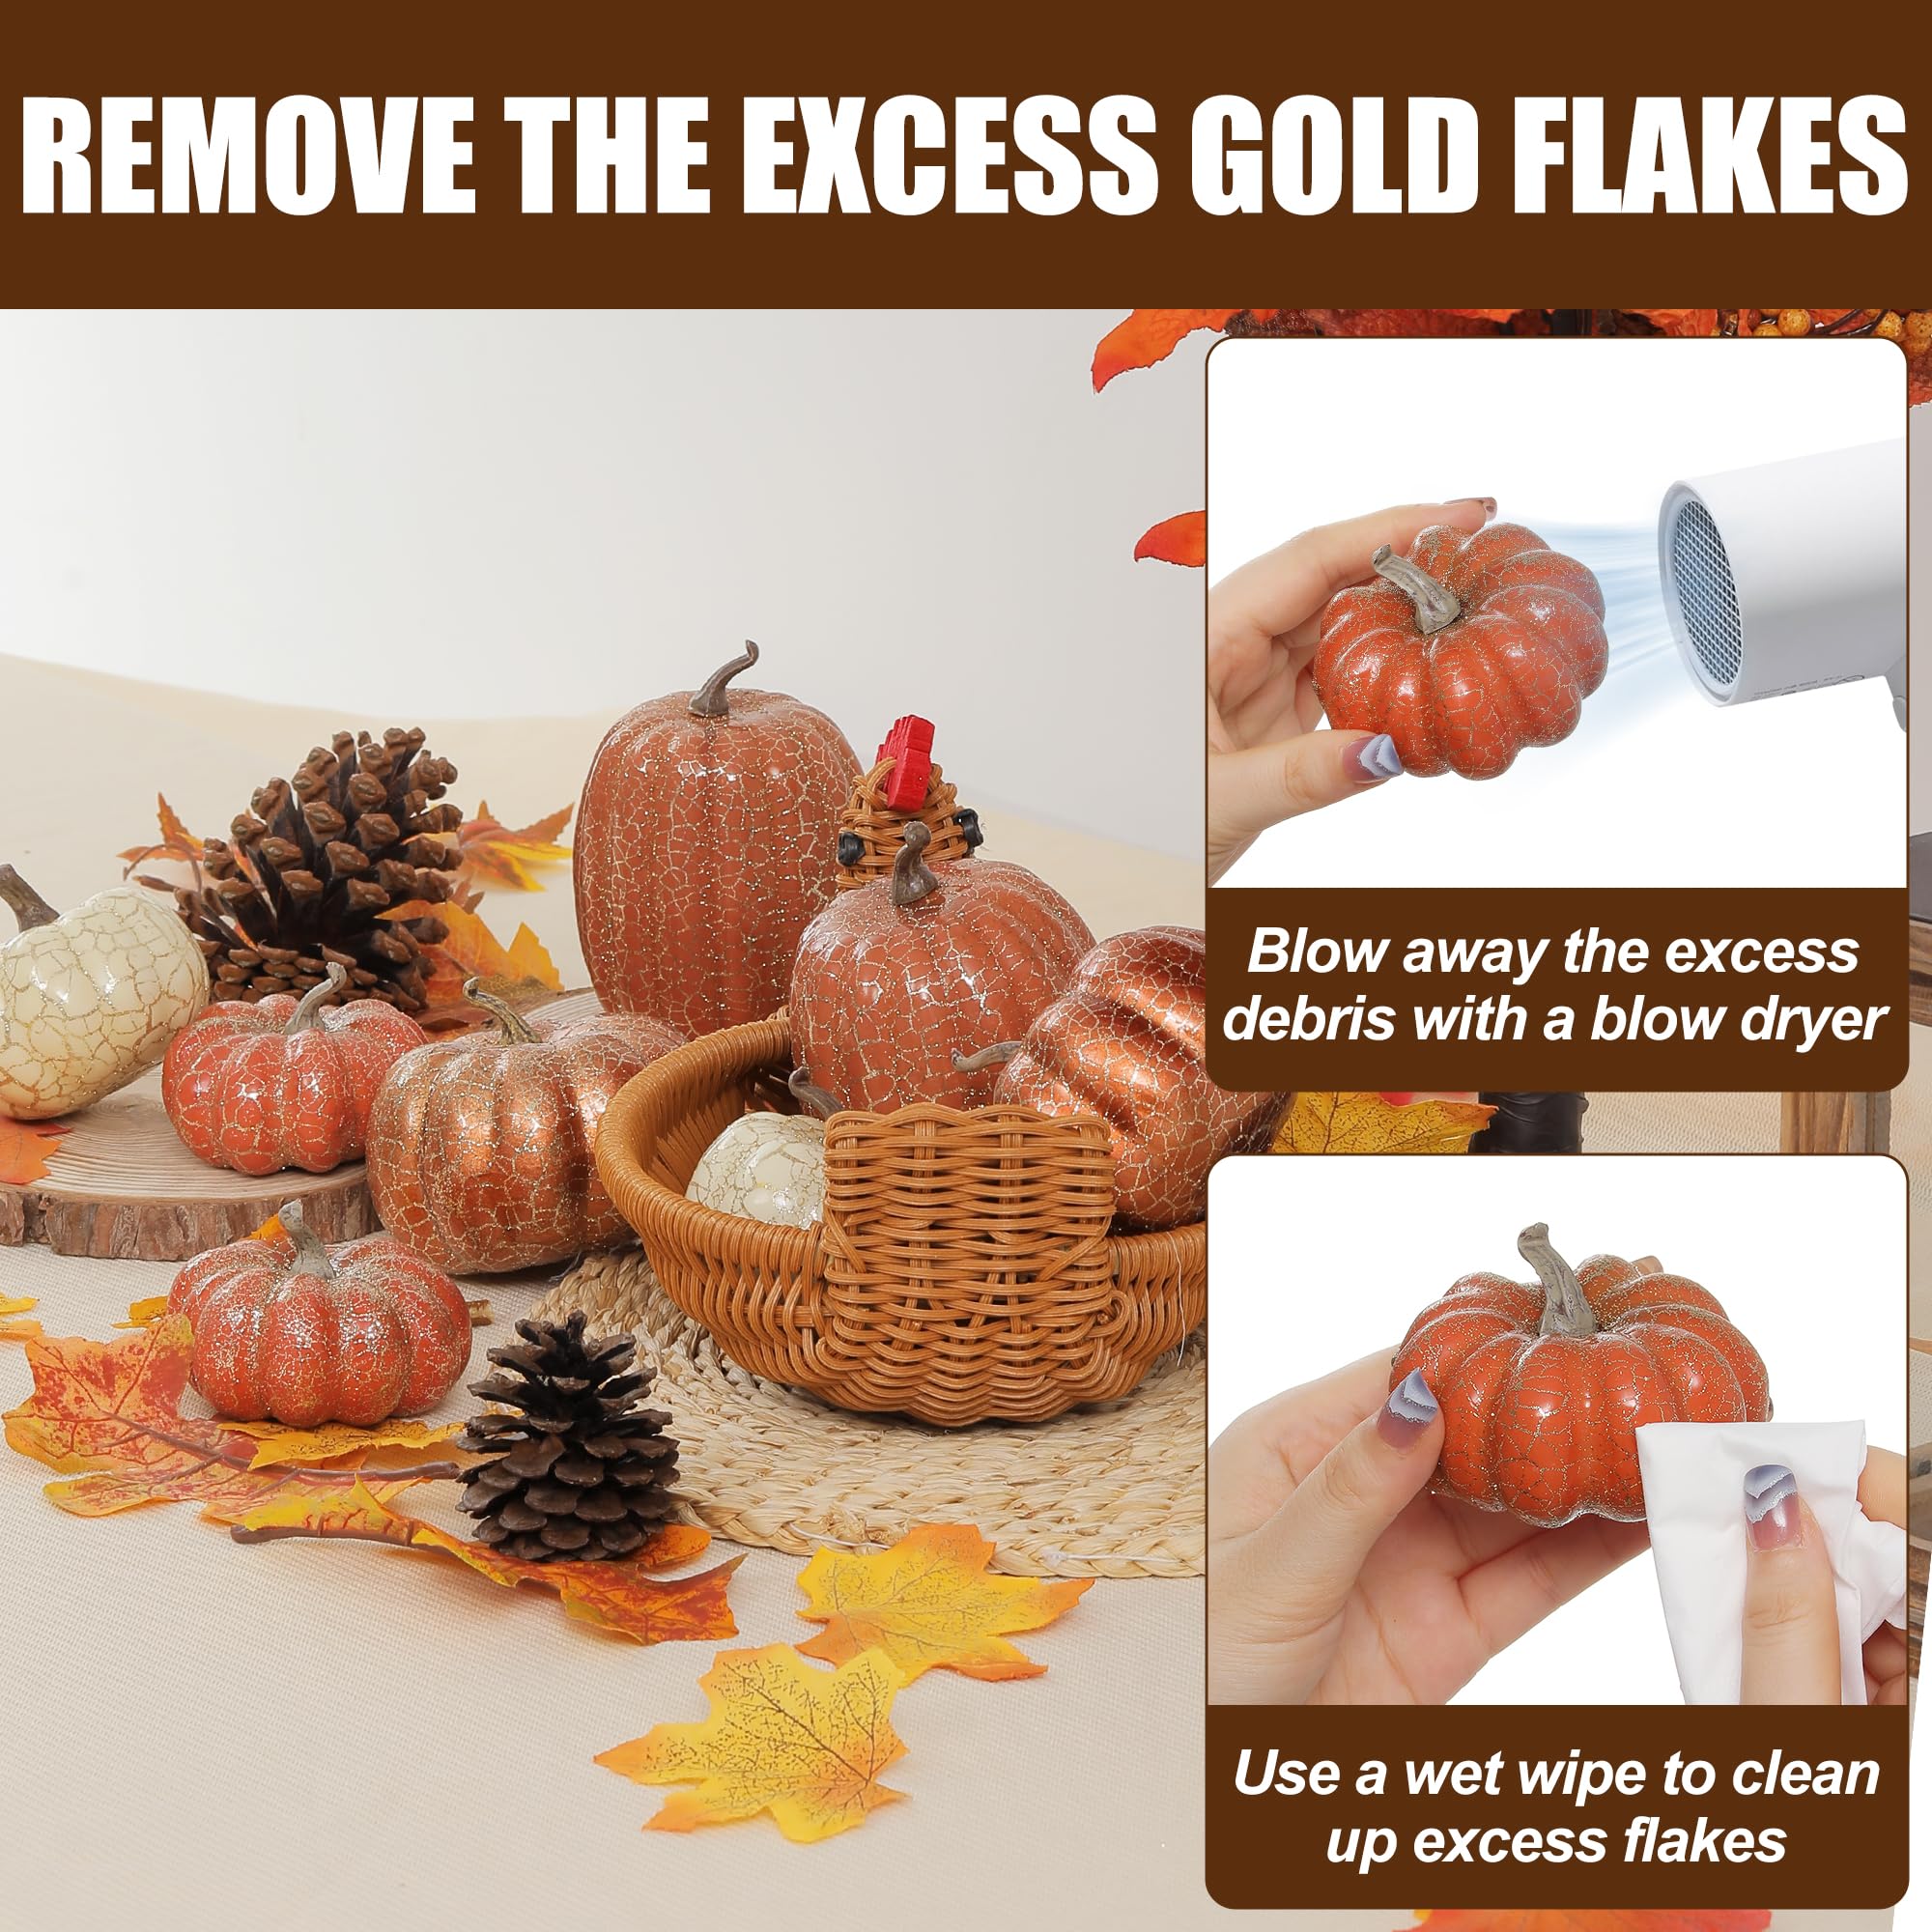 REMOVE THE EXCESS GOLD FLAKES
Blow away the excess
debris with a blow dryer
Use a wet wipe to clean
up excess flakes